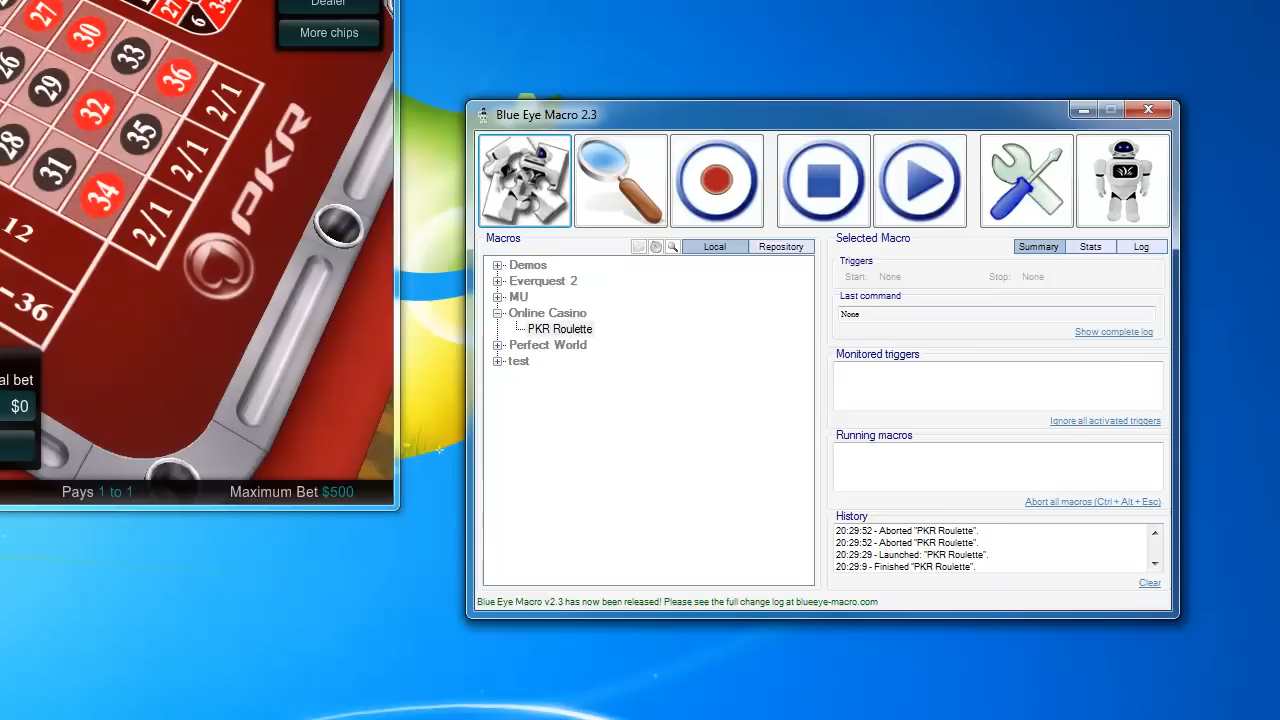 Dealer
More chips
27
30
33
36
26
29
32
35
28
31
34
6
27
34
2/1
2/1
2/1
12
-36
PKR
al bet
$0
Pays 1 to 1
Maximum Bet $500
Blue Eye Macro 2.3
Macros
Local
Repository
Demos
Everquest 2
MU
Online Casino
PKR Roulette
Perfect World
test
Selected Macro
Summary
Stats
Log
Triggers
Start: None
Stop: None
Last command
None
Show complete log
Monitored triggers
Ignore all activated triggers
Running macros
Abort all macros (Ctrl + Alt + Esc)
History
20:29:52 - Aborted "PKR Roulette".
20:29:52 - Aborted "PKR Roulette".
20:29:29 - Launched: "PKR Roulette".
20:29:9 - Finished "PKR Roulette".
Clear
Blue Eye Macro v2.3 has now been released! Please see the full change log at blueeye-macro.com